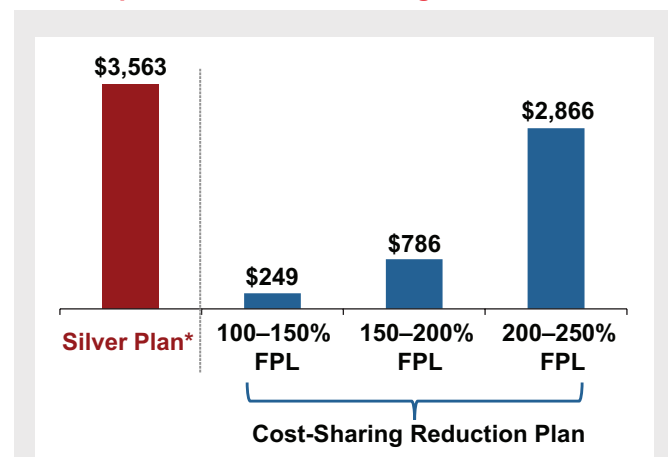 $3,563
$2,866
$786
$249
Silver Plan*
100–150% FPL
150–200% FPL
200–250% FPL
Cost-Sharing Reduction Plan